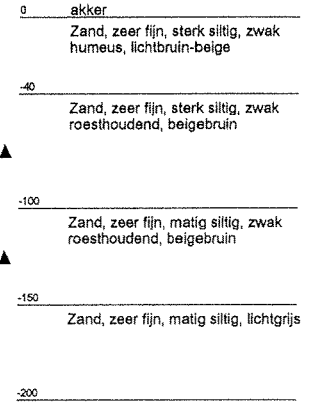 0 akker
Zand, zeer fijn, sterk siltig, zwak
humeus, lichtbruin-beige
-40
Zand, zeer fijn, sterk siltig, zwak
roesthoudend, beigebruin
-100
Zand, zeer fijn, matig siltig, zwak
roesthoudend, beigebruin
-150
Zand, zeer fijn, matig siltig, lichtgrijs
-200